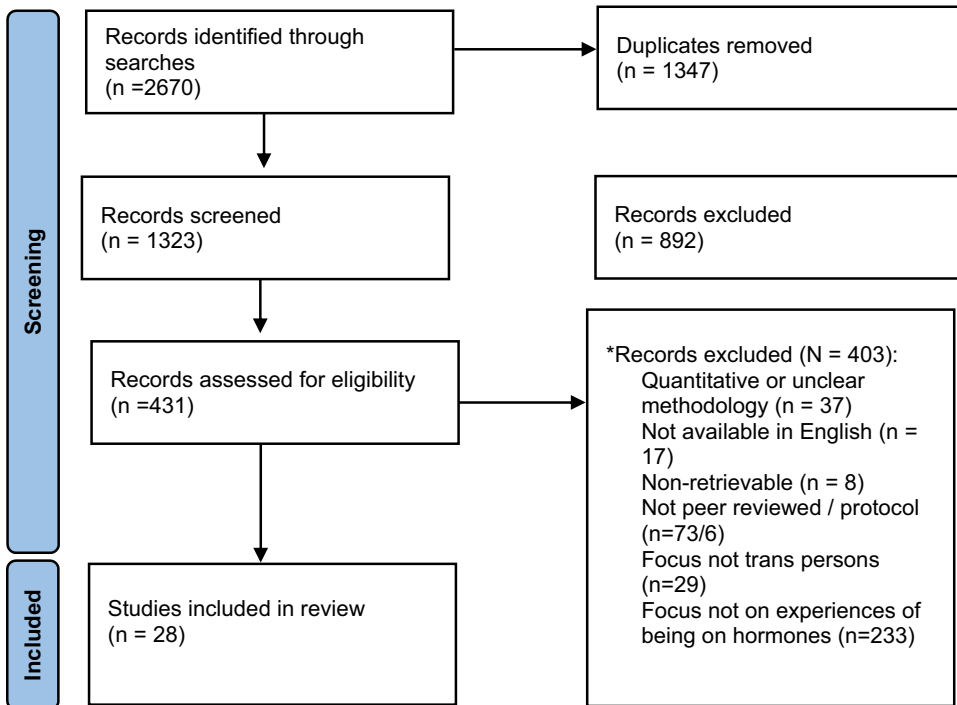 Screening
Records identified through
searches
(n =2670)
Duplicates removed
(n = 1347)
Records screened
(n = 1323)
Records excluded
(n = 892)
Records assessed for eligibility
(n =431)
*Records excluded (N = 403):
Quantitative or unclear
methodology (n = 37)
Not available in English (n =
17)
Non-retrievable (n = 8)
Not peer reviewed / protocol
(n=73/6)
Focus not trans persons
(n=29)
Focus not on experiences of
being on hormones (n=233)
Included
Studies included in review
(n = 28)